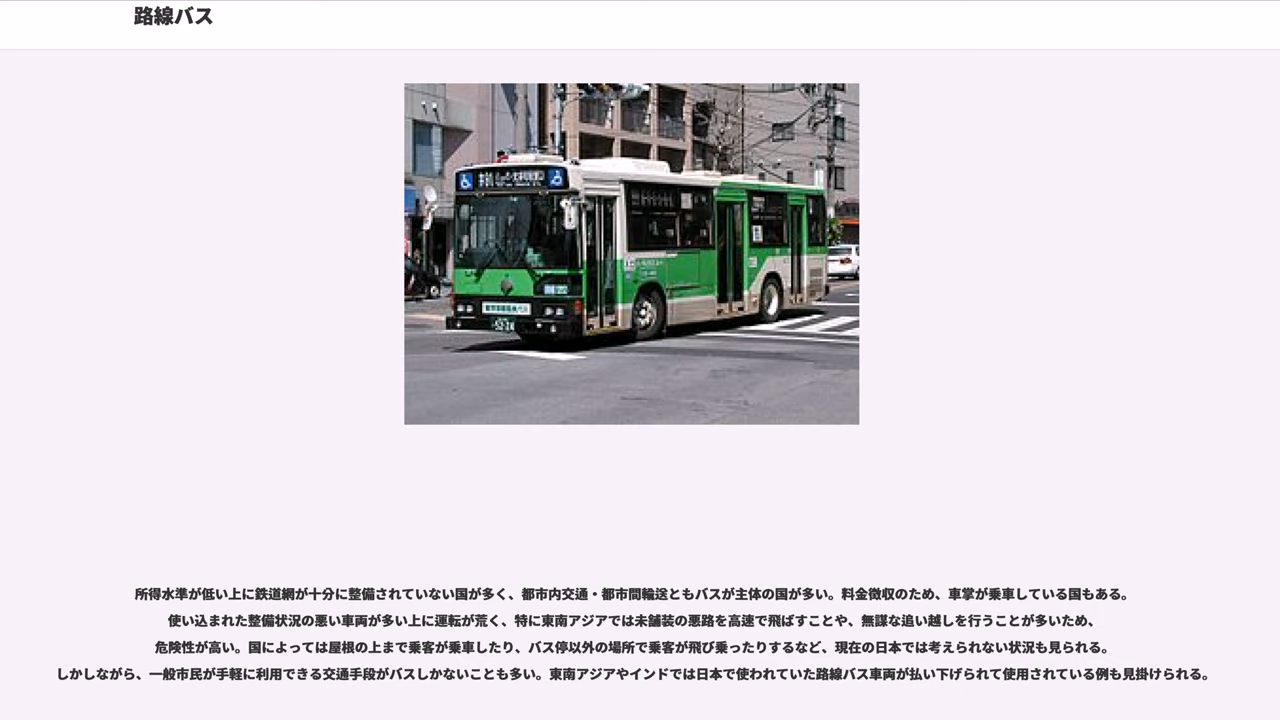 路線バス
所得水準が低い上に鉄道網が十分に整備されていない国が多く、都市内交通・都市間輸送ともバスが主体の国が多い。料金徴収のため、車掌が乗車している国もある。
使い込まれた整備状況の悪い車両が多い上に運転が荒く、特に東南アジアでは未舗装の悪路を高速で飛ばすことや、無謀な追い越しを行うことが多いため、
危険性が高い。国によっては屋根の上まで乗客が乗車したり、バス停以外の場所で乗客が飛び乗ったりするなど、現在の日本では考えられない状況も見られる。
しかしながら、一般市民が手軽に利用できる交通手段がバスしかないことも多い。東南アジアやインドでは日本で使われていた路線バス車両が払い下げられて使用されている例も見掛けられる。